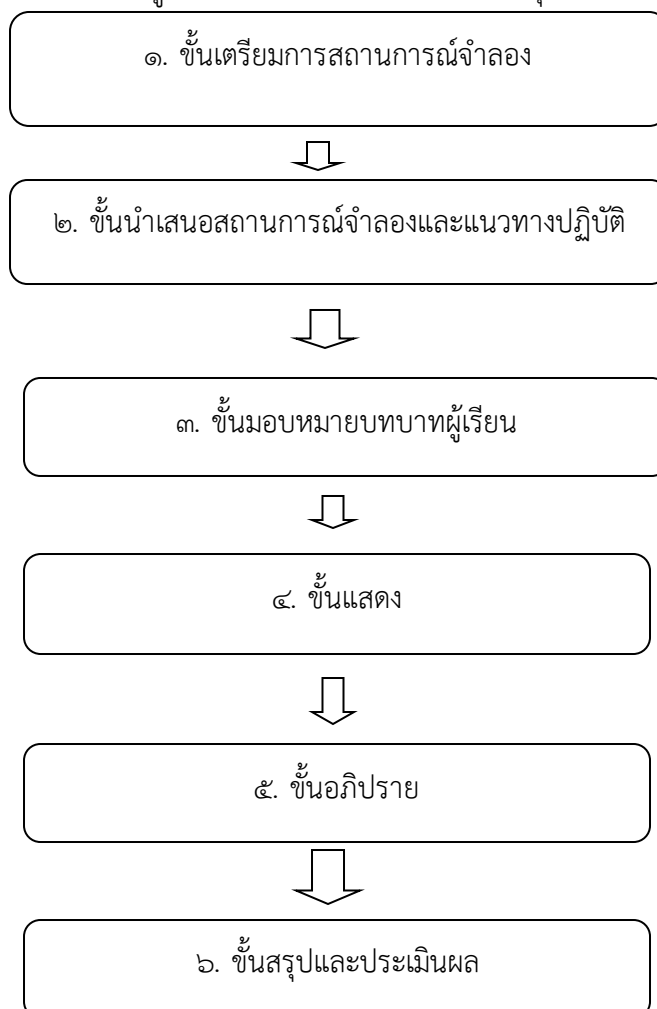 ๑. ขั้นเตรียมการสถานการณ์จำลอง
๒. ขั้นนำเสนอสถานการณ์จำลองและแนวทางปฏิบัติ
๓. ขั้นมอบหมายบทบาทผู้เรียน
๔. ขั้นแสดง
๕. ขั้นอภิปราย
๖. ขั้นสรุปและประเมินผล